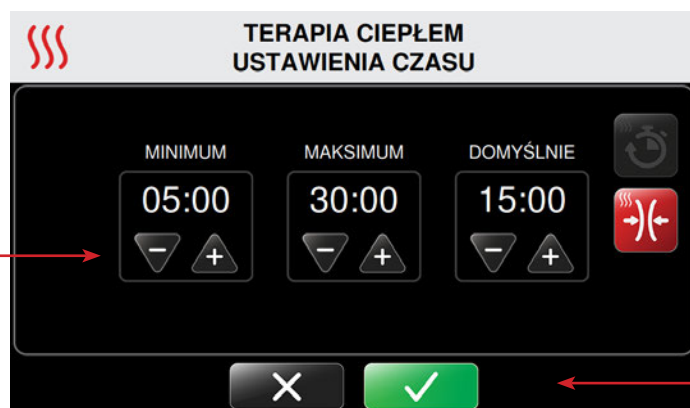 TERAPIA CIEPŁEM
USTAWIENIA CZASU
MINIMUM MAKSIMUM DOMYŚLNIE
05:00 30:00 15:00
− + − + − +